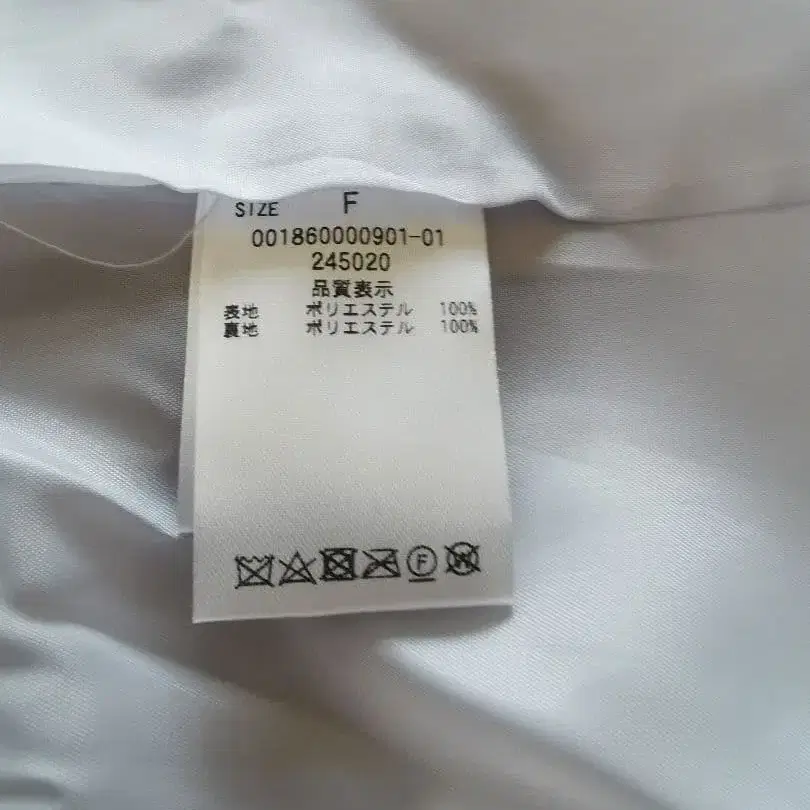 SIZE F
001860000901-01
245020
品質表示
表地 ポリエステル 100%
裏地 ポリエステル 100%
F W